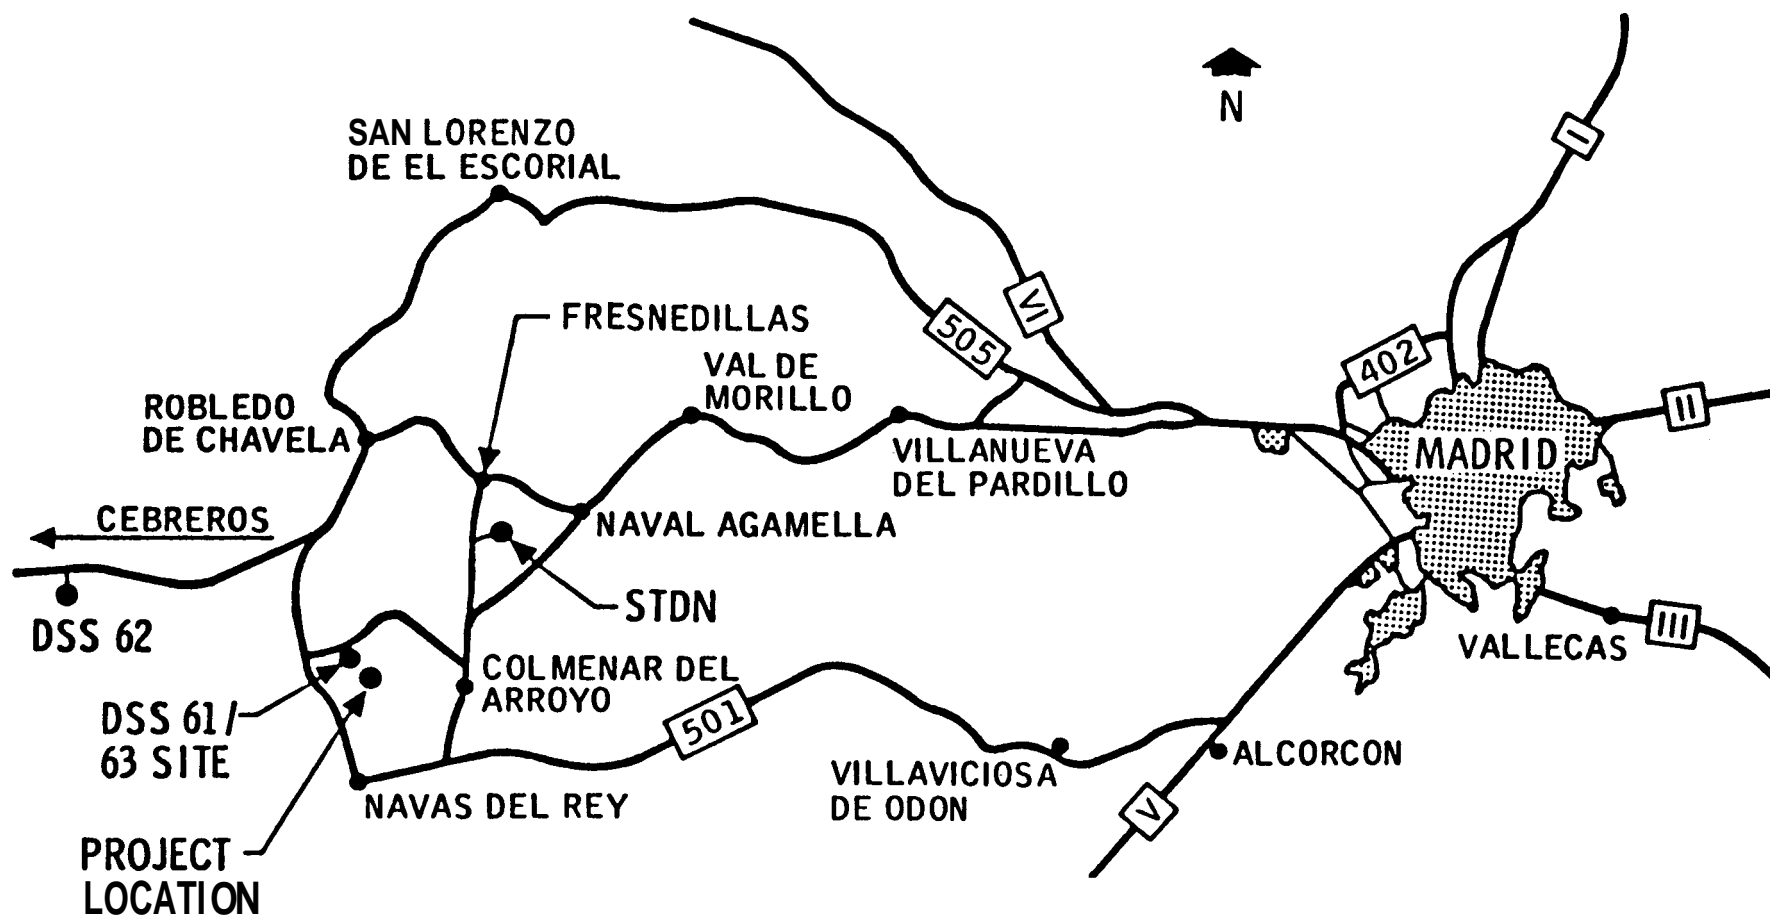 N
I
SAN LORENZO
DE EL ESCORIAL
VI
FRESNEDILLAS
505
402
VAL DE
MORILLO
ROBLEDO
DE CHAVELA
II
MADRID
VILLANUEVA
DEL PARDILLO
CEBREROS
NAVAL AGAMELLA
STDN
DSS 62
III
VALLECAS
COLMENAR DEL
ARROYO
501
DSS 61/
63 SITE
ALCORCON
VILLAVICIOSA
DE ODON
V
NAVAS DEL REY
PROJECT
LOCATION